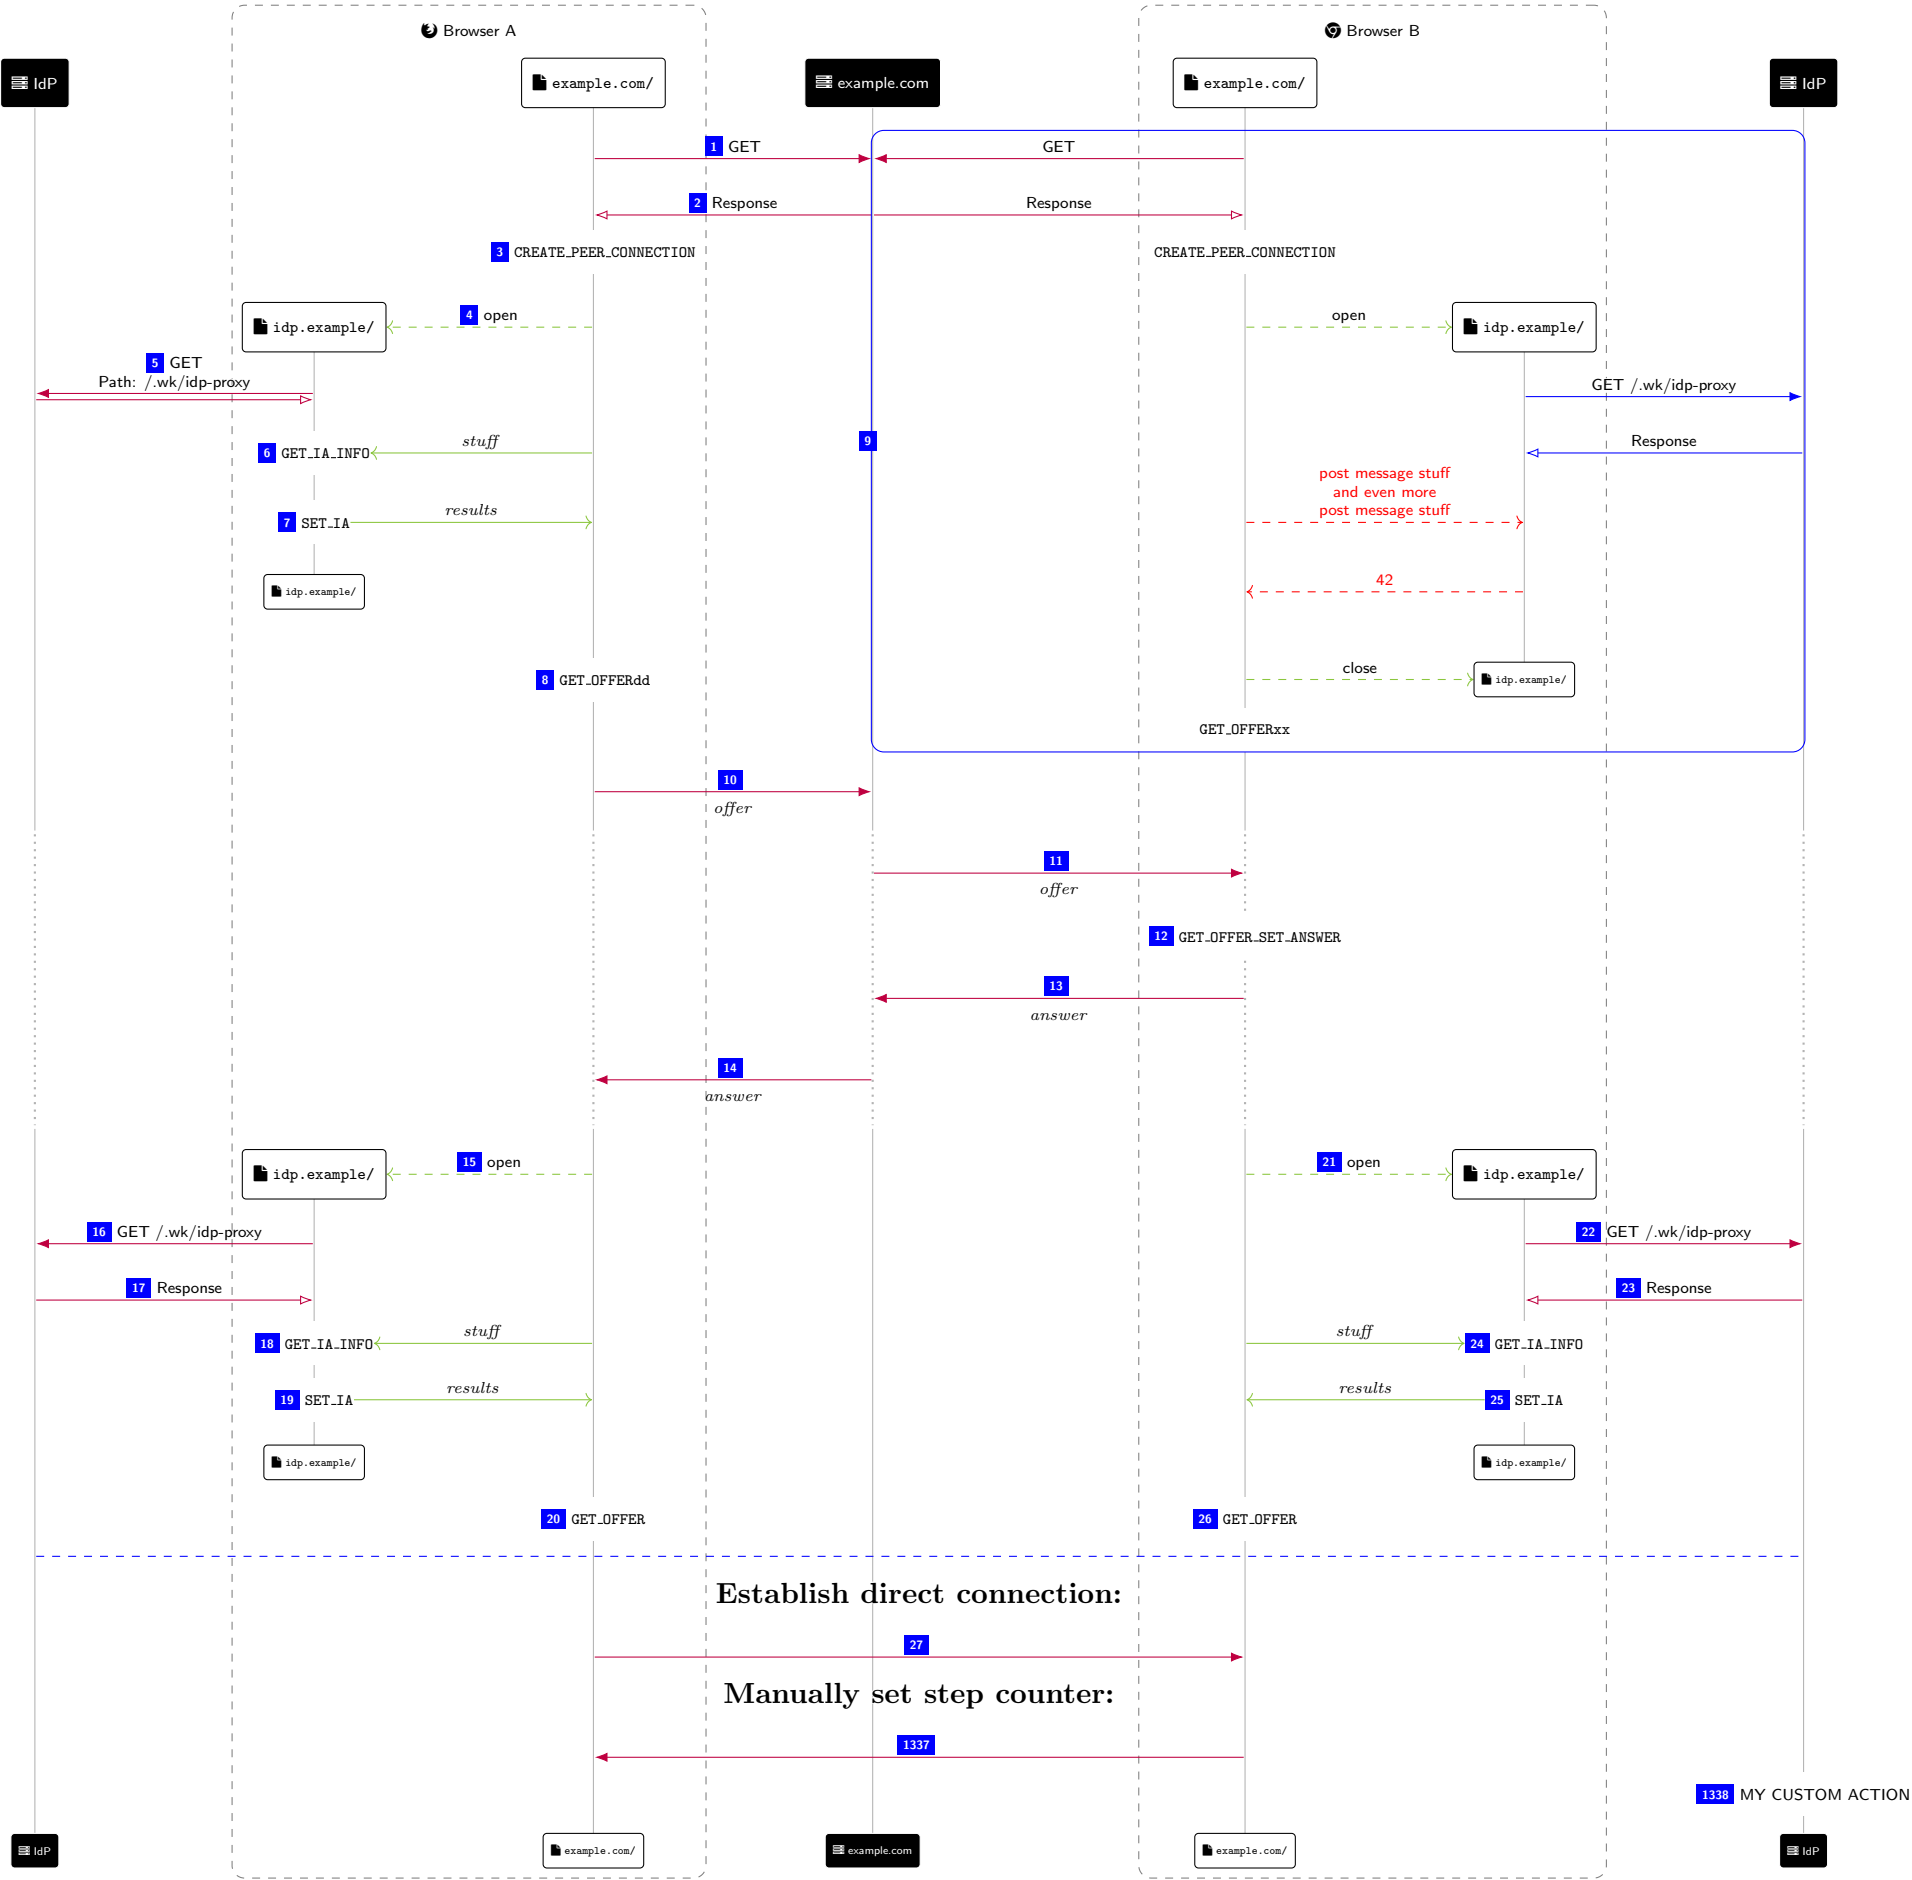 Browser A
Browser B
IdP
example.com/
example.com
example.com/
IdP
1 GET
GET
2 Response
Response
3 CREATE_PEER_CONNECTION
CREATE_PEER_CONNECTION
idp.example/
4 open
open
idp.example/
5 GET
Path: /.wk/idp-proxy
GET /.wk/idp-proxy
6 GET_IA_INFO
stuff
9
Response
post message stuff
and even more
post message stuff
7 SET_IA
results
idp.example/
42
8 GET_OFFERdd
close
idp.example/
GET_OFFERxx
10
offer
11
offer
12 GET_OFFER_SET_ANSWER
13
answer
14
answer
idp.example/
15 open
21 open
idp.example/
16 GET /.wk/idp-proxy
22 GET /.wk/idp-proxy
17 Response
23 Response
18 GET_IA_INFO
stuff
stuff
24 GET_IA_INFO
19 SET_IA
results
results
25 SET_IA
idp.example/
idp.example/
20 GET_OFFER
26 GET_OFFER
Establish direct connection:
27
Manually set step counter:
1337
1338 MY CUSTOM ACTION
IdP
example.com/
example.com
example.com/
IdP